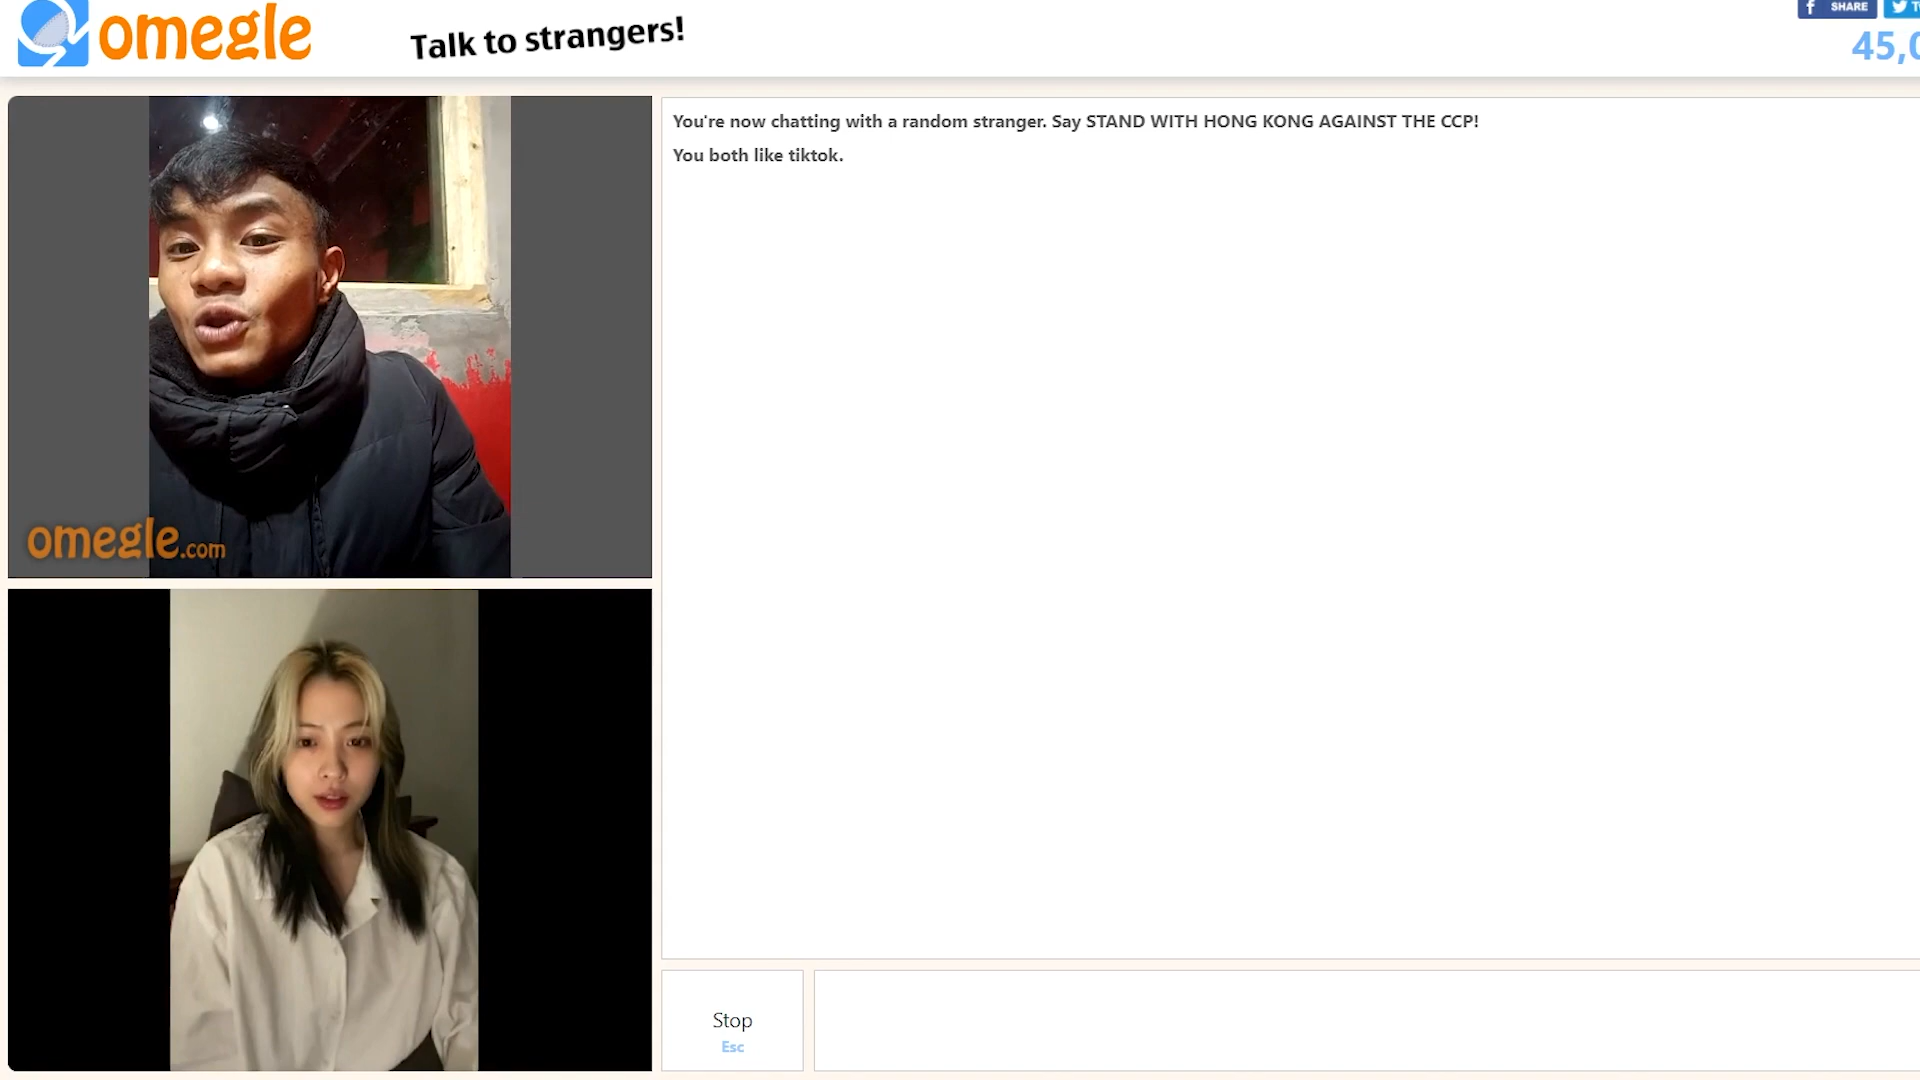 omegle
Talk to strangers!
SHARE
45,0
You're now chatting with a random stranger. Say STAND WITH HONG KONG AGAINST THE CCP!
You both like tiktok.
omegle.com
Stop
Esc